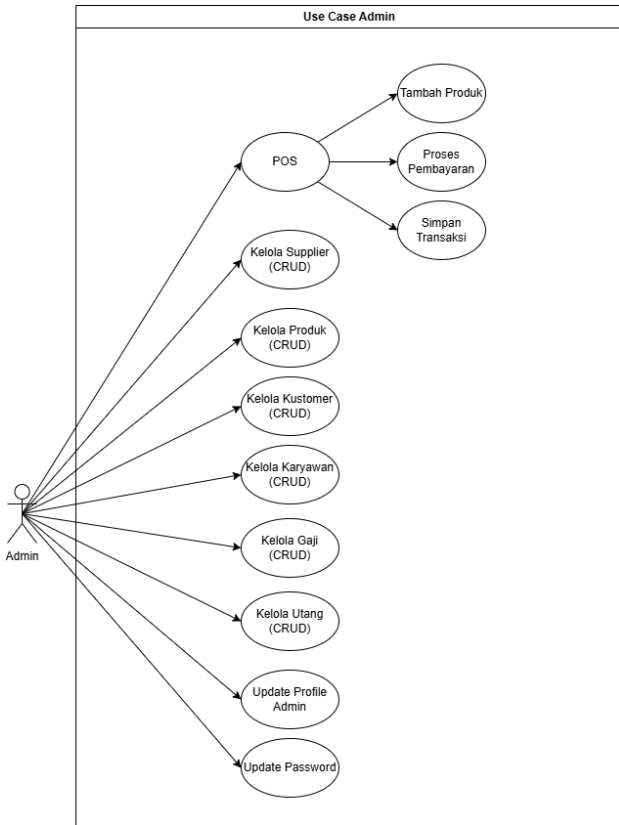 Use Case Admin
Tambah Produk
POS
Proses
Pembayaran
Simpan
Transaksi
Kelola Supplier
(CRUD)
Kelola Produk
(CRUD)
Kelola Kustomer
(CRUD)
Kelola Karyawan
(CRUD)
Admin
Kelola Gaji
(CRUD)
Kelola Utang
(CRUD)
Update Profile
Admin
Update Password